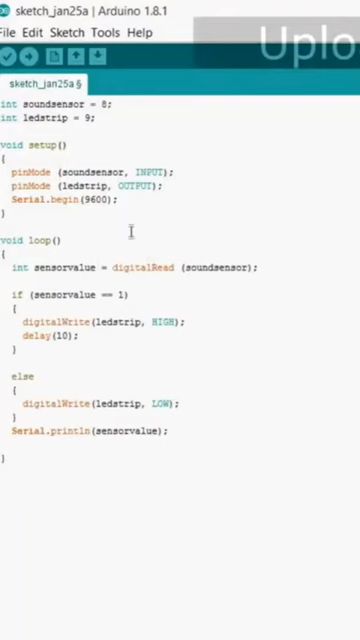 sketch_jan25a | Arduino 1.8.1
File Edit Sketch Tools Help
Uplo
sketch_jan25a §
int soundsensor = 8;
int ledstrip = 9;
void setup()
{
pinMode (soundsensor, INPUT);
pinMode (ledstrip, OUTPUT);
Serial.begin(9600);
}
void loop()
{
int sensorvalue = digitalRead (soundsensor);
if (sensorvalue == 1)
{
digitalWrite(ledstrip, HIGH);
delay(10);
}
else
{
digitalWrite(ledstrip, LOW);
}
Serial.println(sensorvalue);
}